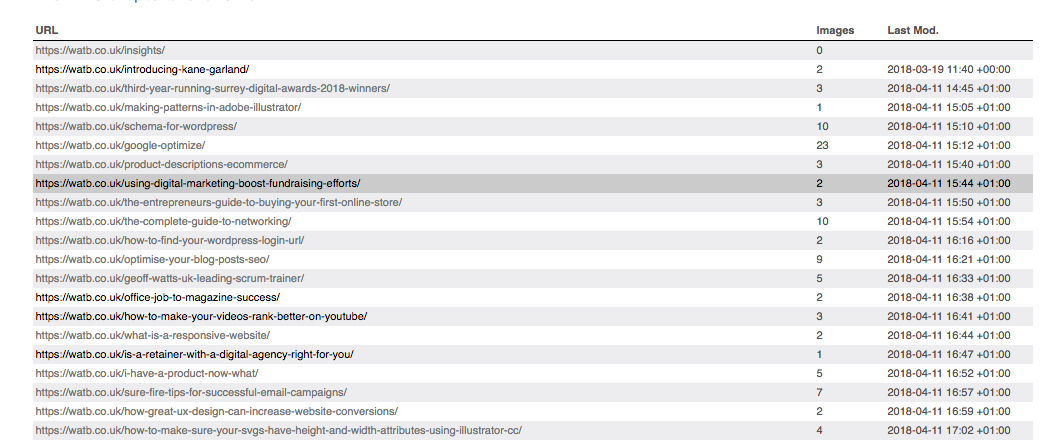 URL Images Last Mod.
https://watb.co.uk/insights/ 0
https://watb.co.uk/introducing-kane-garland/ 2 2018-03-19 11:40 +00:00
https://watb.co.uk/third-year-running-surrey-digital-awards-2018-winners/ 3 2018-04-11 14:45 +01:00
https://watb.co.uk/making-patterns-in-adobe-illustrator/ 1 2018-04-11 15:05 +01:00
https://watb.co.uk/schema-for-wordpress/ 10 2018-04-11 15:10 +01:00
https://watb.co.uk/google-optimize/ 23 2018-04-11 15:12 +01:00
https://watb.co.uk/product-descriptions-ecommerce/ 3 2018-04-11 15:40 +01:00
https://watb.co.uk/using-digital-marketing-boost-fundraising-efforts/ 2 2018-04-11 15:44 +01:00
https://watb.co.uk/the-entrepreneurs-guide-to-buying-your-first-online-store/ 3 2018-04-11 15:50 +01:00
https://watb.co.uk/the-complete-guide-to-networking/ 10 2018-04-11 15:54 +01:00
https://watb.co.uk/how-to-find-your-wordpress-login-url/ 2 2018-04-11 16:16 +01:00
https://watb.co.uk/optimise-your-blog-posts-seo/ 9 2018-04-11 16:21 +01:00
https://watb.co.uk/geoff-watts-uk-leading-scrum-trainer/ 5 2018-04-11 16:33 +01:00
https://watb.co.uk/office-job-to-magazine-success/ 2 2018-04-11 16:38 +01:00
https://watb.co.uk/how-to-make-your-videos-rank-better-on-youtube/ 3 2018-04-11 16:41 +01:00
https://watb.co.uk/what-is-a-responsive-website/ 2 2018-04-11 16:44 +01:00
https://watb.co.uk/is-a-retainer-with-a-digital-agency-right-for-you/ 1 2018-04-11 16:47 +01:00
https://watb.co.uk/i-have-a-product-now-what/ 5 2018-04-11 16:52 +01:00
https://watb.co.uk/sure-fire-tips-for-successful-email-campaigns/ 7 2018-04-11 16:57 +01:00
https://watb.co.uk/how-great-ux-design-can-increase-website-conversions/ 2 2018-04-11 16:59 +01:00
https://watb.co.uk/how-to-make-sure-your-svgs-have-height-and-width-attributes-using-illustrator-cc/ 4 2018-04-11 17:02 +01:00